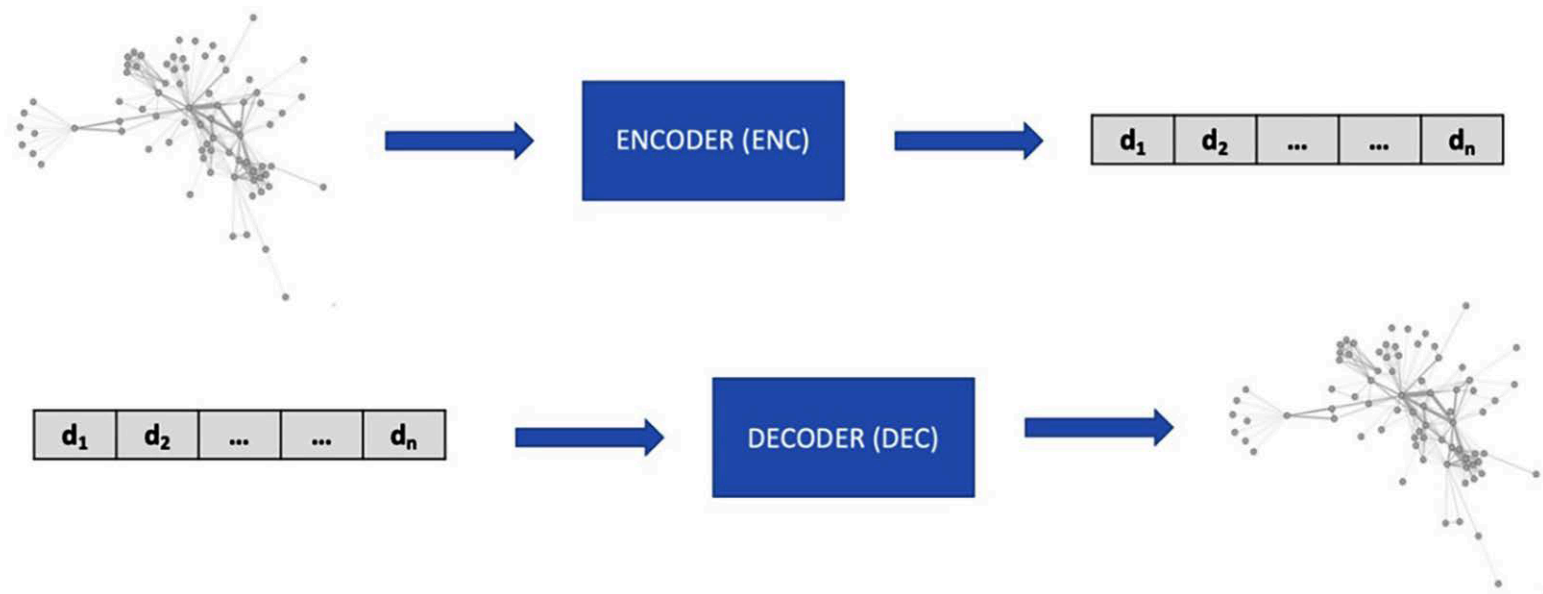 ENCODER (ENC)
d₁ d₂ ... ... dₙ
d₁ d₂ ... ... dₙ
DECODER (DEC)